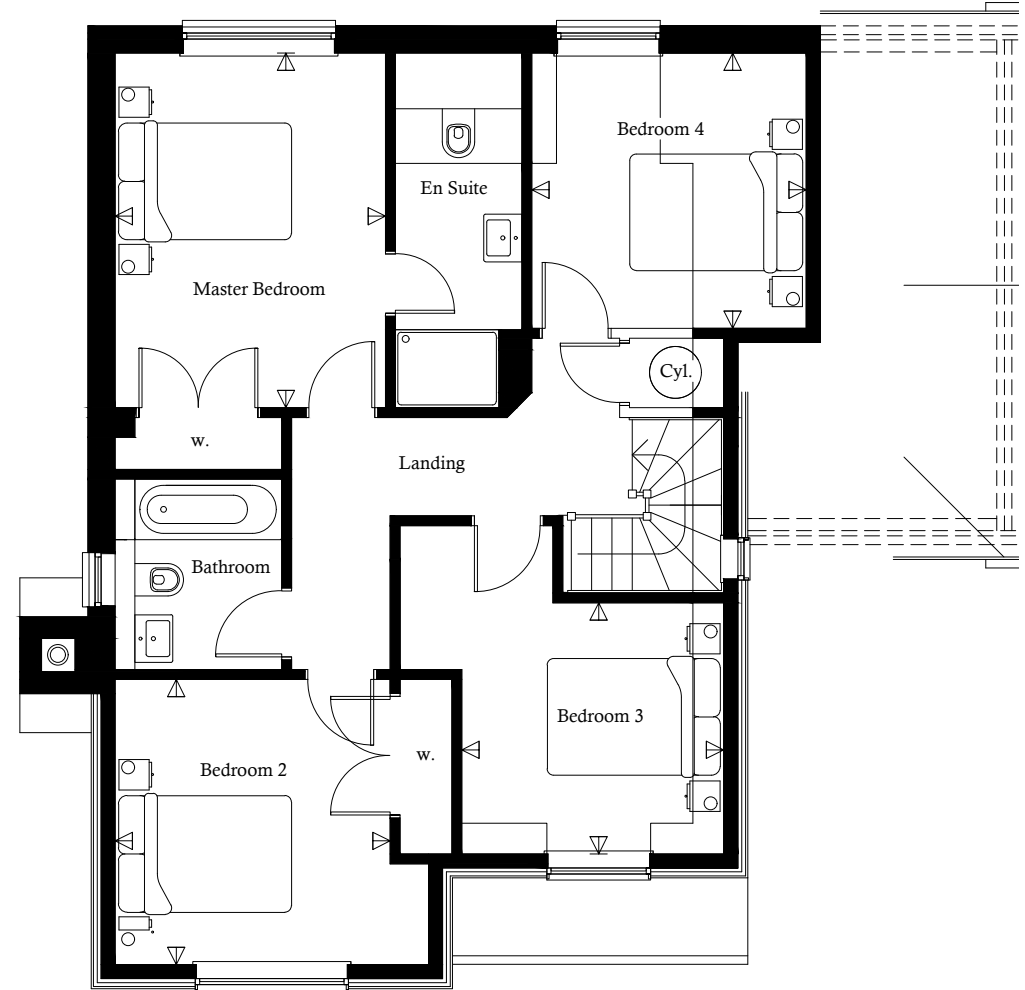 Bedroom 4
En Suite
Master Bedroom
Cyl.
w.
Landing
Bathroom
Bedroom 3
w.
Bedroom 2